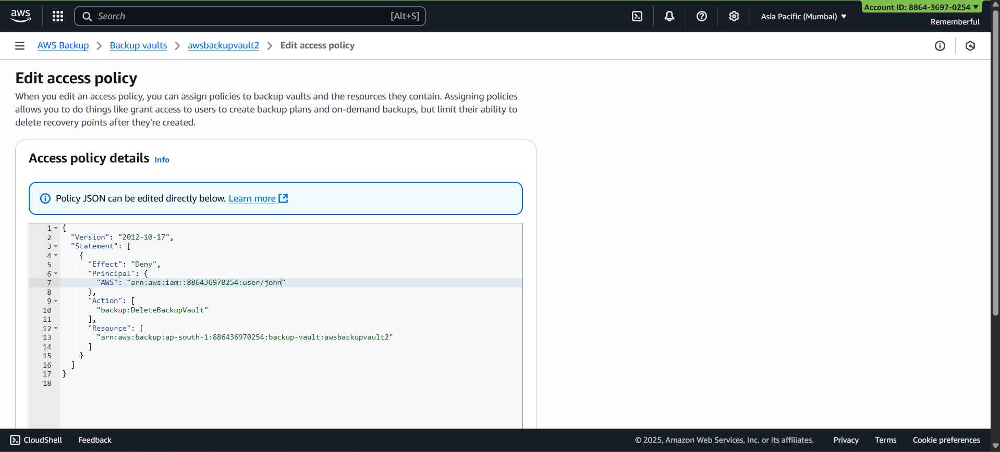 aws
Search
[Alt+S]
Asia Pacific (Mumbai)
Account ID: 8864-3697-0254
Rememberful
AWS Backup
Backup vaults
awsbackupvault2
Edit access policy
Edit access policy
When you edit an access policy, you can assign policies to backup vaults and the resources they contain. Assigning policies
allows you to do things like grant access to users to create backup plans and on-demand backups, but limit their ability to
delete recovery points after they're created.
Access policy details Info
Policy JSON can be edited directly below. Learn more
1 {
2 "Version": "2012-10-17",
3 "Statement": [
4 {
5 "Effect": "Deny",
6 "Principal": {
7 "AWS": "arn:aws:iam::886436970254:user/john"
8 },
9 "Action": [
10 "backup:DeleteBackupVault"
11 ],
12 "Resource": [
13 "arn:aws:backup:ap-south-1:886436970254:backup-vault:awsbackupvault2"
14 ]
15 }
16 ]
17 }
18
CloudShell
Feedback
© 2025, Amazon Web Services, Inc. or its affiliates.
Privacy
Terms
Cookie preferences